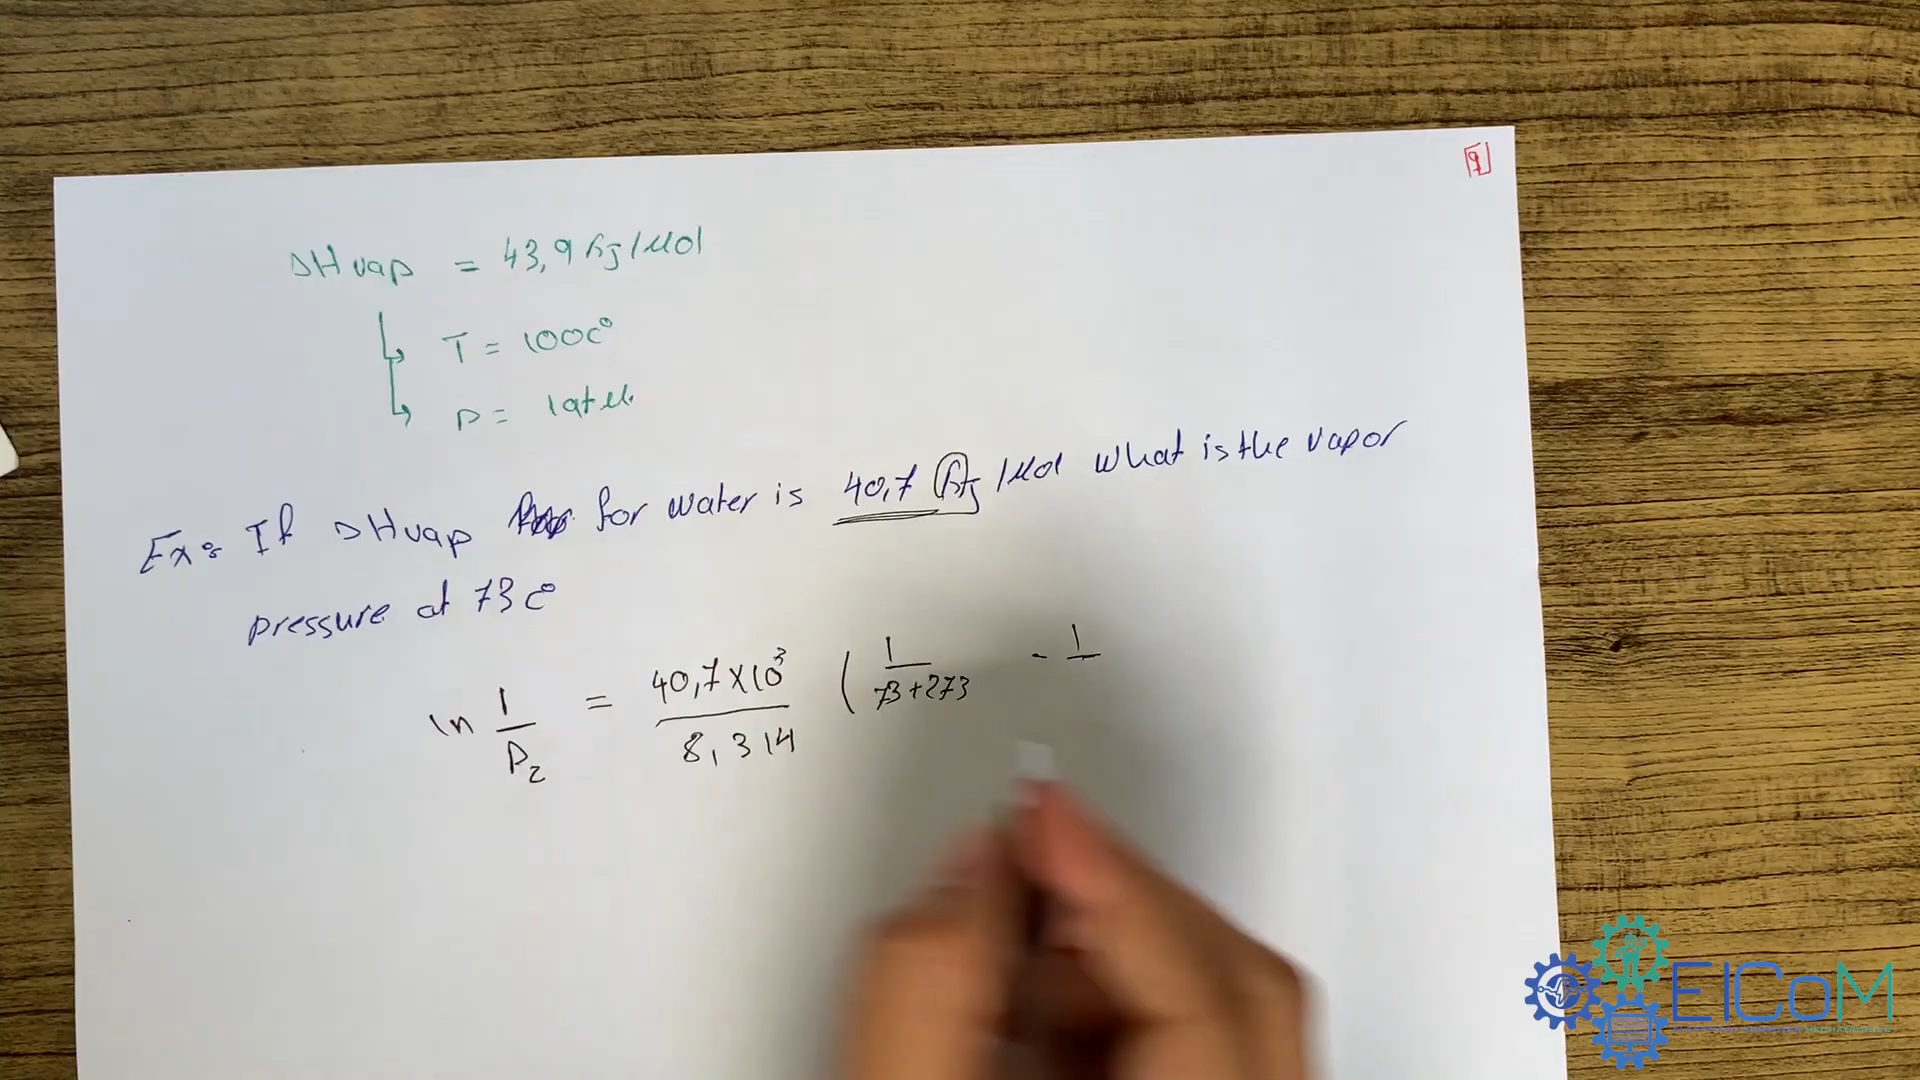 9
ΔHvap = 43,9 kJ/mol
T = 100C°
P = 1atm.
Ex: If ΔHvap for water is 40,7 kJ/mol what is the vapor
pressure at 73C°
ln 1/P2 = 40,7x10³/8,314 (1/73+273 - 1/
EICoM